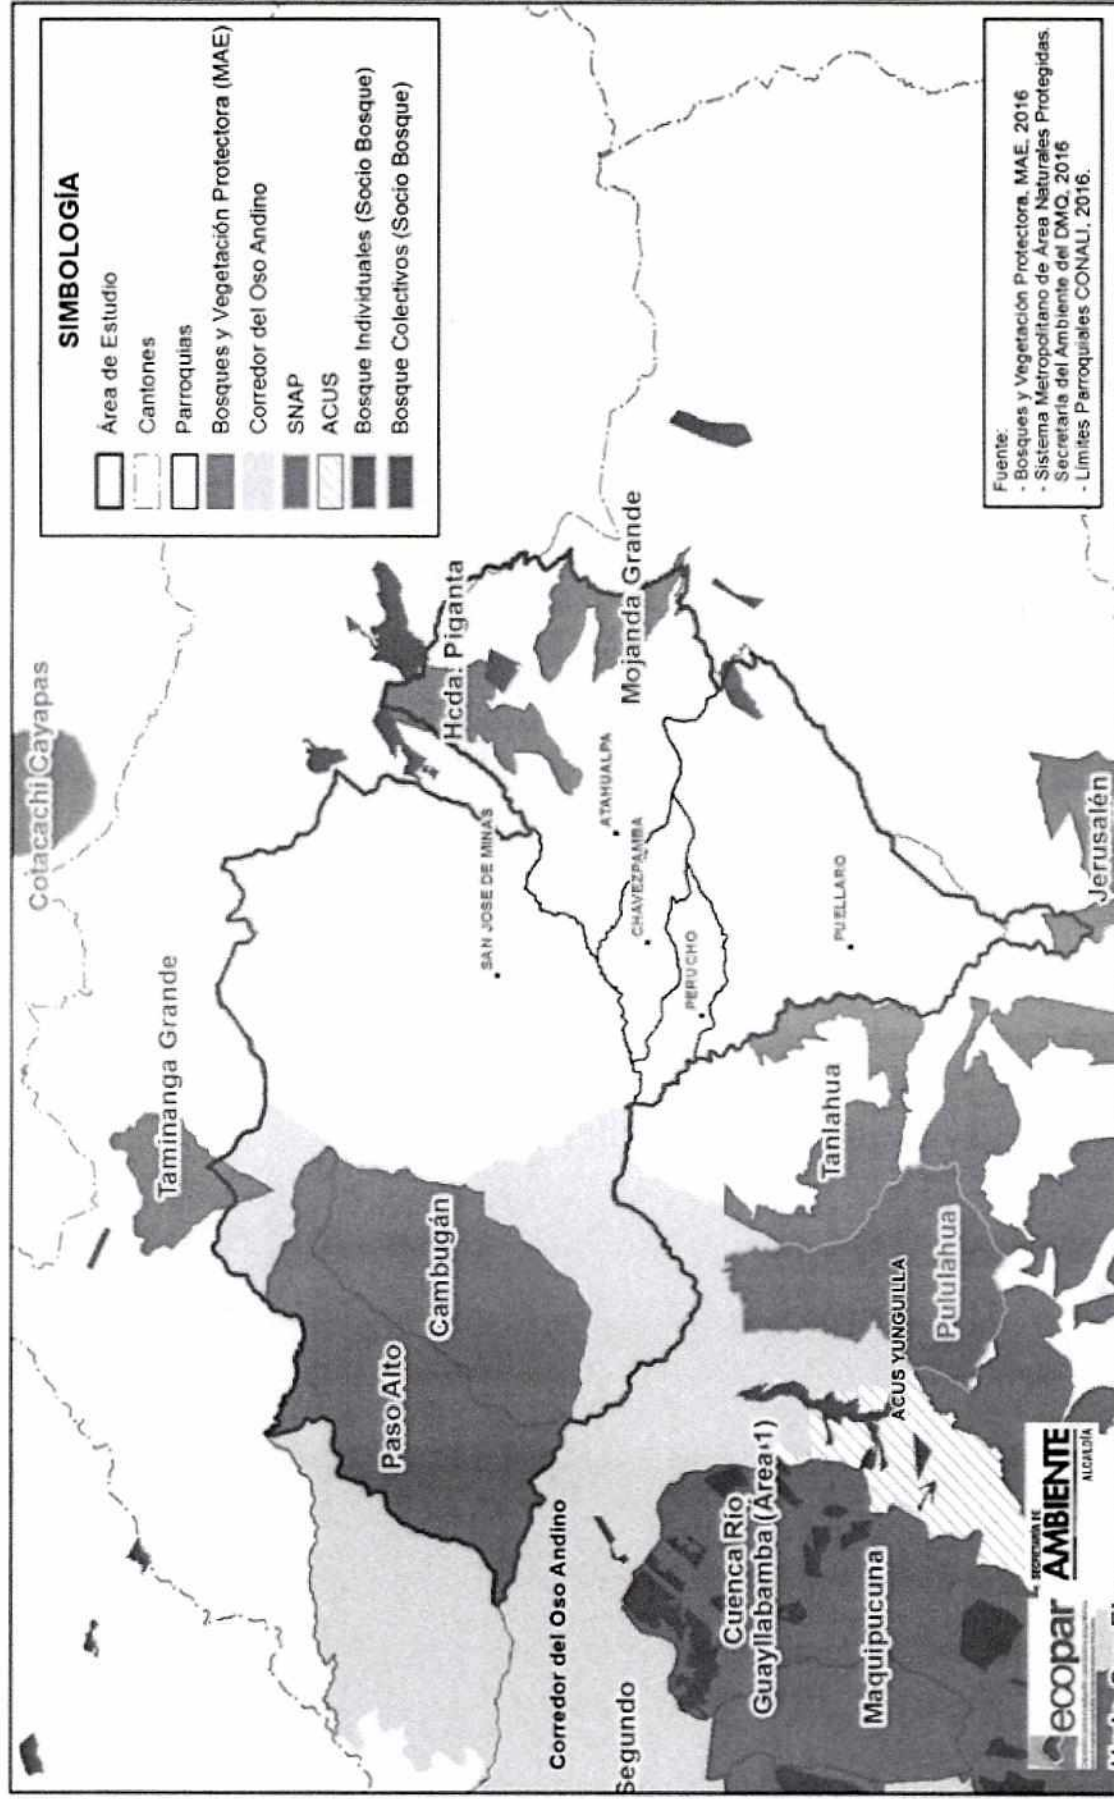 SIMBOLOGÍA
Área de Estudio
Cantones
Parroquias
Bosques y Vegetación Protectora (MAE)
Corredor del Oso Andino
SNAP
ACUS
Bosque Individuales (Socio Bosque)
Bosque Colectivos (Socio Bosque)
Cotacachi Cayapas
Taminanga Grande
Hcda. Piganta
Mojanda Grande
SAN JOSE DE MINAS
ATAHUALPA
CHAVEZPAMBA
PERUCHO
PUELLARO
Jerusalén
Cambugán
Paso Alto
Tanlahua
Pululahua
ACUS YUNGUILLA
Corredor del Oso Andino
Cuenca Río
Guayllabamba (Área 1)
Maquipucuna
Segundo
Fuente:
- Bosques y Vegetación Protectora, MAE, 2016
- Sistema Metropolitano de Área Naturales Protegidas.
Secretaría del Ambiente del DMQ, 2016
- Límites Parroquiales CONALI, 2016.
ecopar
SECRETARÍA DE
AMBIENTE
ALCALDÍA